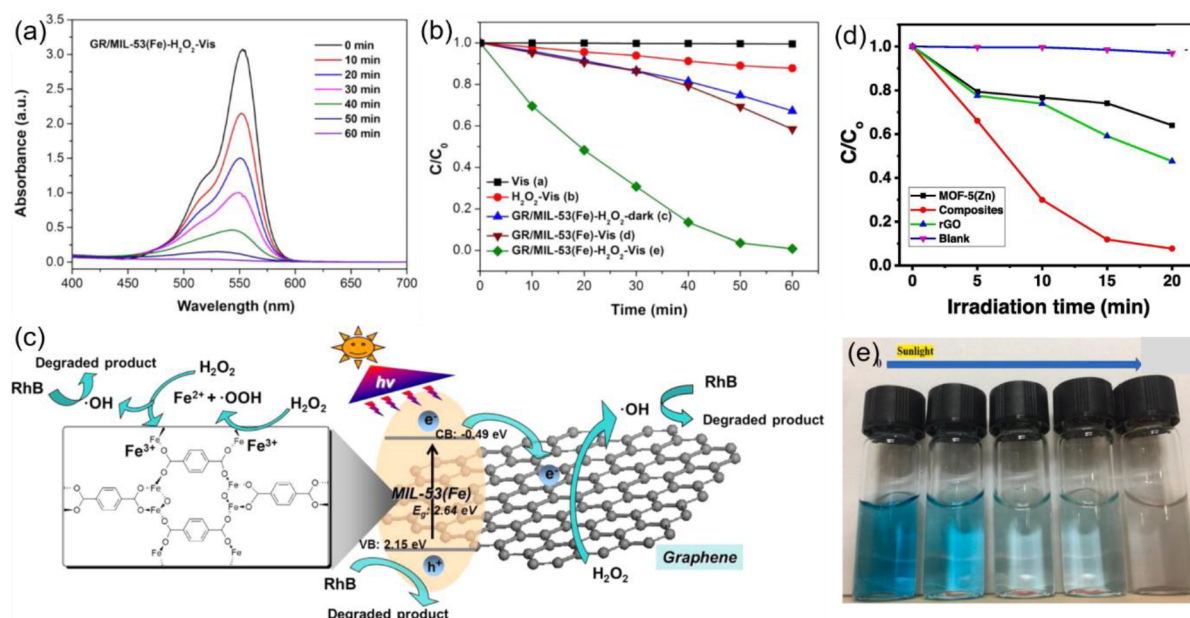 (a)
GR/MIL-53(Fe)-H₂O₂-Vis
0 min
10 min
20 min
30 min
40 min
50 min
60 min
3.5
3.0
2.5
2.0
1.5
1.0
0.5
0.0
Absorbance (a.u.)
400 450 500 550 600 650 700
Wavelength (nm)
(b)
1.0
0.8
0.6
0.4
0.2
0.0
C/C₀
Vis (a)
H₂O₂-Vis (b)
GR/MIL-53(Fe)-H₂O₂-dark (c)
GR/MIL-53(Fe)-Vis (d)
GR/MIL-53(Fe)-H₂O₂-Vis (e)
0 10 20 30 40 50 60
Time (min)
(d)
1.0
0.8
0.6
0.4
0.2
0.0
C/Cₒ
MOF-5(Zn)
Composites
rGO
Blank
0 5 10 15 20
Irradiation time (min)
(c)
Degraded product
RhB
·OH
H₂O₂
Fe²⁺ + ·OOH
H₂O₂
Fe Fe
Fe³⁺ Fe³⁺
hν
e⁻
CB: -0.49 eV
e⁻
MIL-53(Fe)
E_g: 2.64 eV
VB: 2.15 eV
h⁺
RhB
Degraded product
·OH
RhB
Degraded product
H₂O₂
Graphene
(e)
0 Sunlight